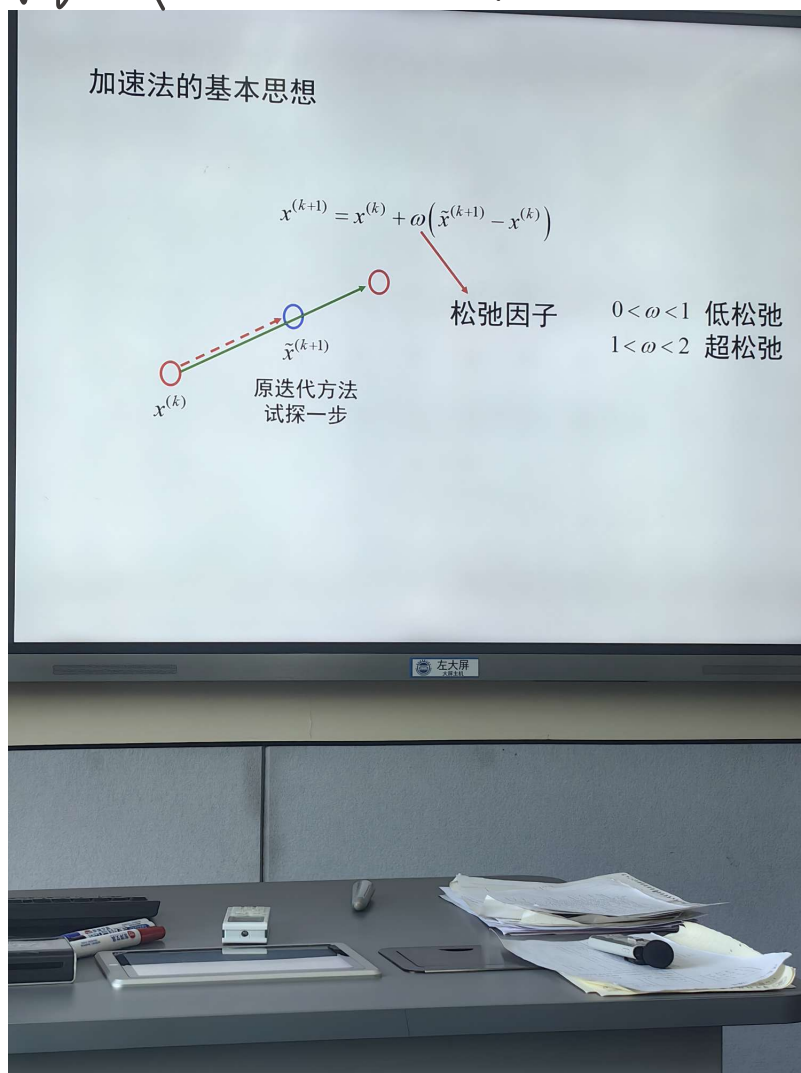 加速法的基本思想
x^{(k+1)} = x^{(k)} + ω(x̃^{(k+1)} − x^{(k)})
松弛因子
0<ω<1 低松弛
1<ω<2 超松弛
x̃^{(k+1)}
x^{(k)}
原迭代方法
试探一步
左大屏